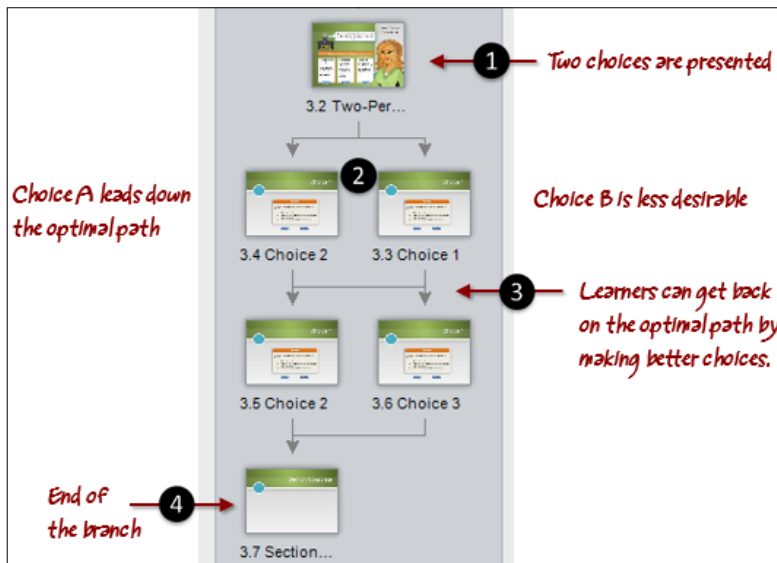 1
Two choices are presented
3.2 Two-Per...
Choice A leads down
the optimal path
2
Choice B is less desirable
3.4 Choice 2
3.3 Choice 1
3
Learners can get back
on the optimal path by
making better choices.
3.5 Choice 2
3.6 Choice 3
End of
the branch
4
3.7 Section...